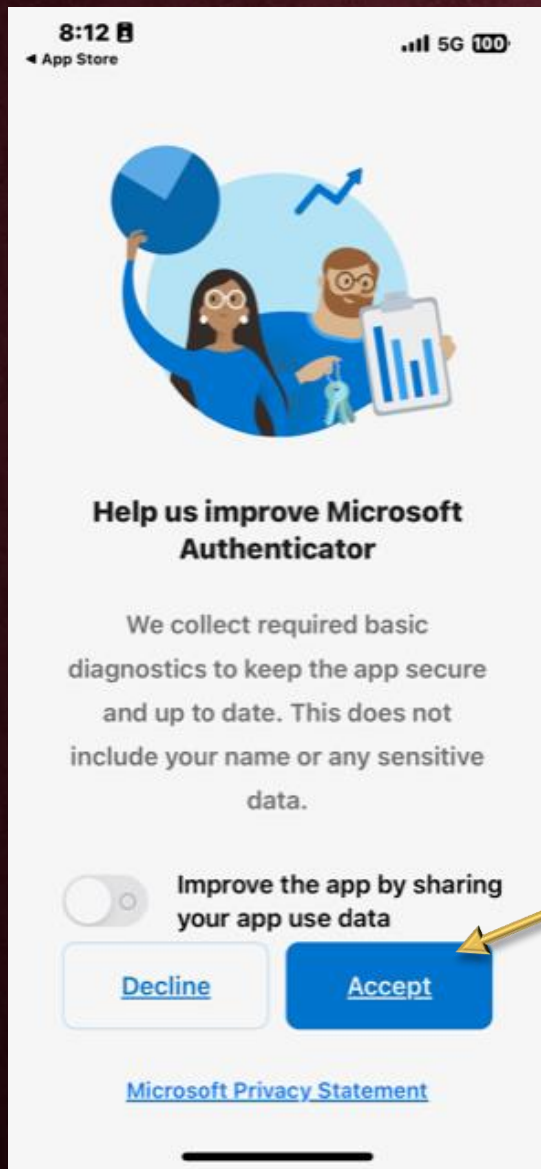 8:12
App Store
5G 100
Help us improve Microsoft
Authenticator
We collect required basic
diagnostics to keep the app secure
and up to date. This does not
include your name or any sensitive
data.
Improve the app by sharing
your app use data
Decline
Accept
Microsoft Privacy Statement